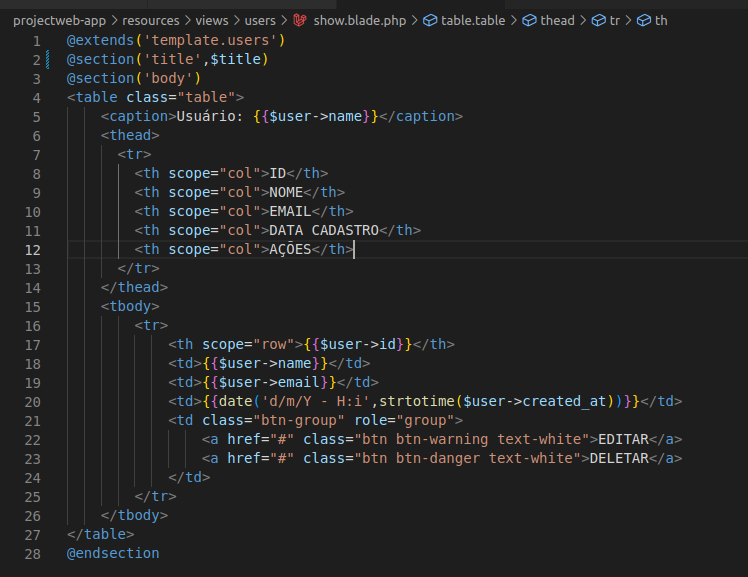 projectweb-app > resources > views > users > show.blade.php > table.table > thead > tr > th
1 @extends('template.users')
2 @section('title',$title)
3 @section('body')
4 <table class="table">
5 <caption>Usuário: {{$user->name}}</caption>
6 <thead>
7 <tr>
8 <th scope="col">ID</th>
9 <th scope="col">NOME</th>
10 <th scope="col">EMAIL</th>
11 <th scope="col">DATA CADASTRO</th>
12 <th scope="col">AÇÕES</th>
13 </tr>
14 </thead>
15 <tbody>
16 <tr>
17 <th scope="row">{{$user->id}}</th>
18 <td>{{$user->name}}</td>
19 <td>{{$user->email}}</td>
20 <td>{{date('d/m/Y - H:i',strtotime($user->created_at))}}</td>
21 <td class="btn-group" role="group">
22 <a href="#" class="btn btn-warning text-white">EDITAR</a>
23 <a href="#" class="btn btn-danger text-white">DELETAR</a>
24 </td>
25 </tr>
26 </tbody>
27 </table>
28 @endsection